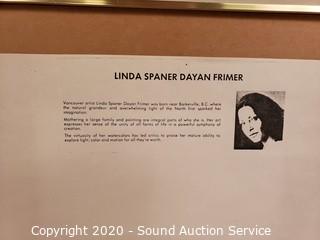 LINDA SPANER DAYAN FRIMER
Vancouver artist Linda Spaner Dayan Frimer was born near Barkerville, B.C. where
the natural grandeur and overwhelming light of the North first sparked her
imagination.
Mothering a large family and painting are integral parts of who she is. Her art
expresses her sense of the unity of all forms of life in a powerful symphony of
creation.
The virtuosity of her watercolors has led critics to praise her mature ability to
explore light, color and motion for all they're worth.
Copyright 2020 - Sound Auction Service